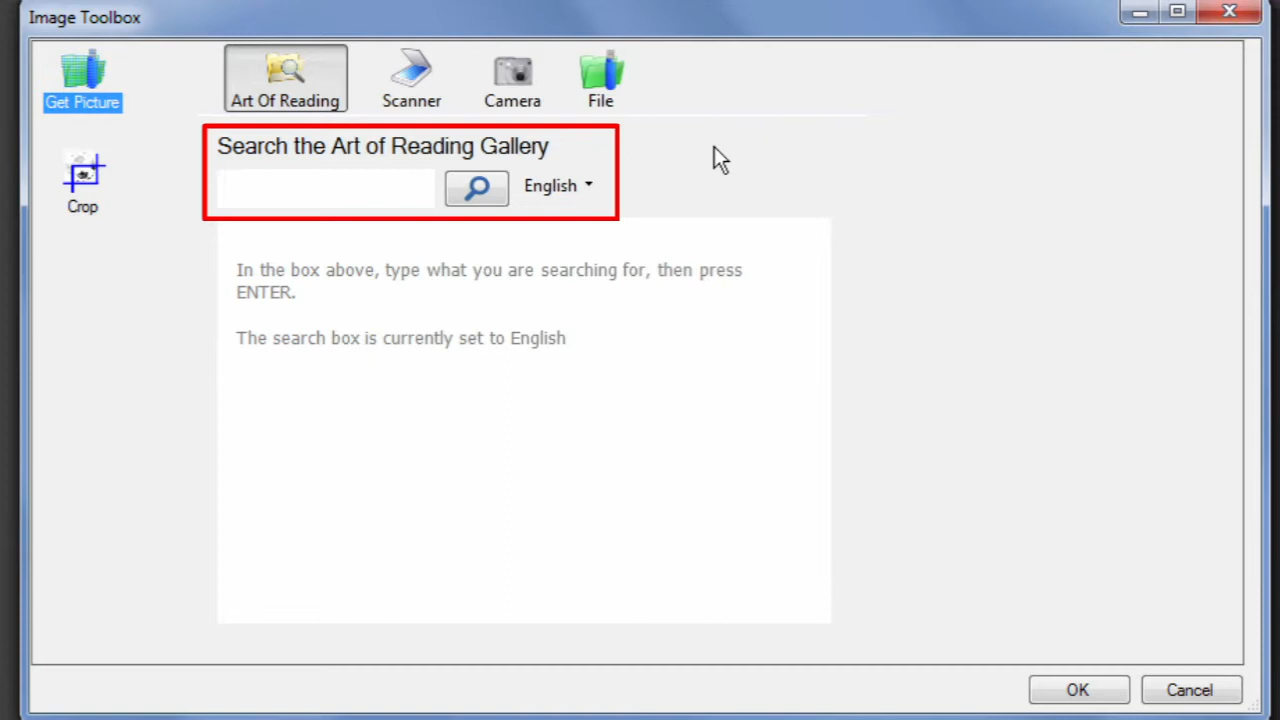 Image Toolbox
Get Picture
Crop
Art Of Reading
Scanner
Camera
File
Search the Art of Reading Gallery
English
In the box above, type what you are searching for, then press
ENTER.
The search box is currently set to English
OK
Cancel